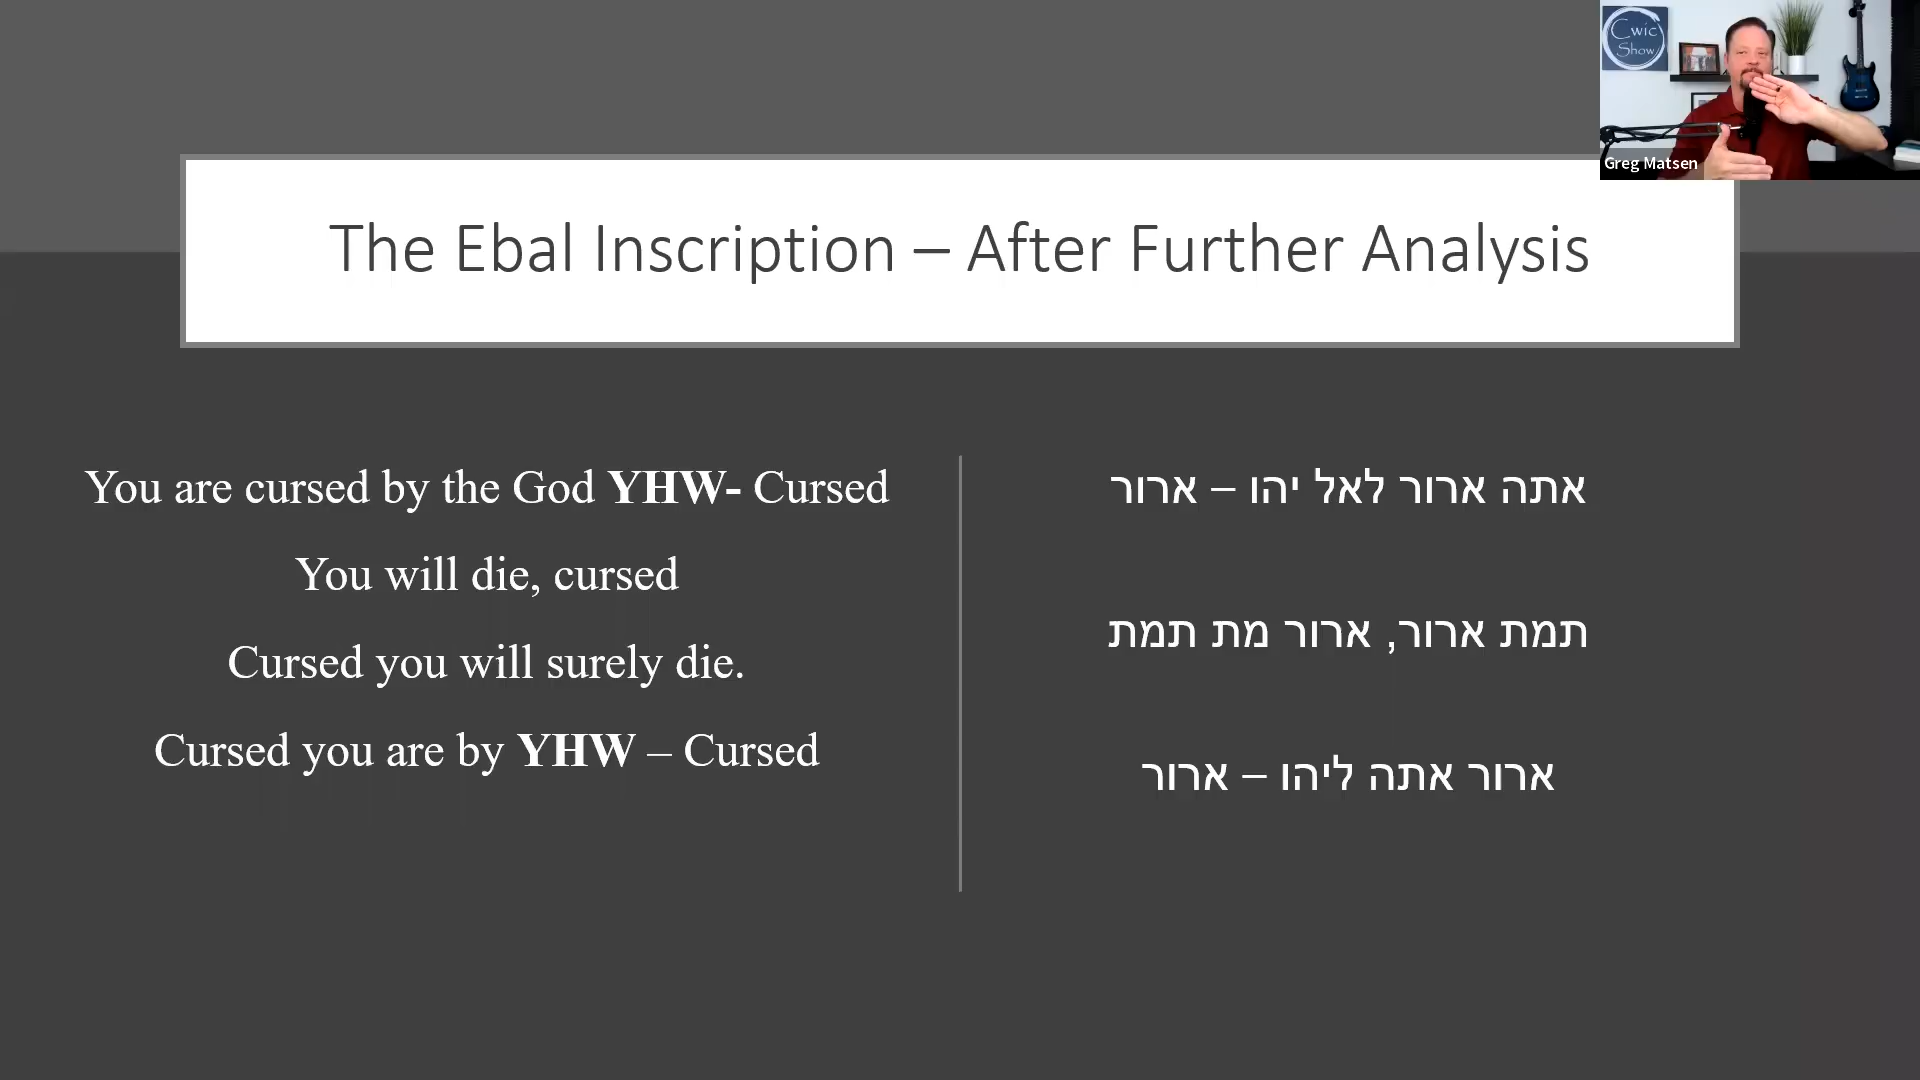 Cwic
Show
Greg Matsen
The Ebal Inscription – After Further Analysis
You are cursed by the God YHW- Cursed
You will die, cursed
Cursed you will surely die.
Cursed you are by YHW – Cursed
אתה ארור לאל יהו – ארור
תמת ארור, ארור מת תמת
ארור אתה ליהו – ארור